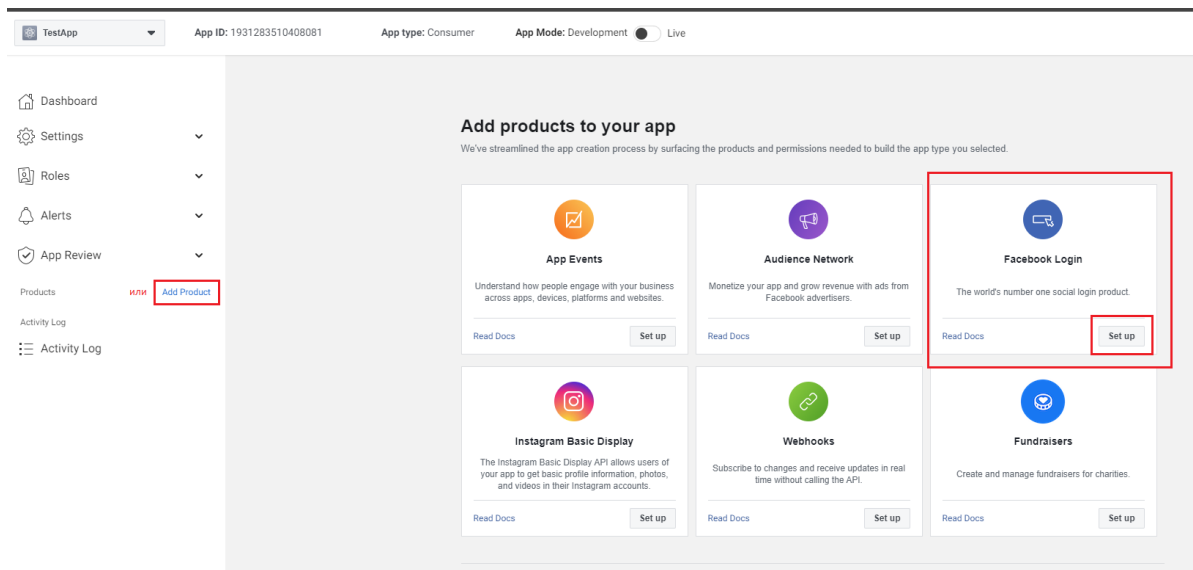 TestApp
App ID: 1931283510408081
App type: Consumer
App Mode: Development
Live
Dashboard
Settings
Roles
Alerts
App Review
Products
или
Add Product
Activity Log
Activity Log
Add products to your app
We've streamlined the app creation process by surfacing the products and permissions needed to build the app type you selected.
App Events
Understand how people engage with your business
across apps, devices, platforms and websites.
Read Docs
Set up
Audience Network
Monetize your app and grow revenue with ads from
Facebook advertisers.
Read Docs
Set up
Facebook Login
The world's number one social login product.
Read Docs
Set up
Instagram Basic Display
The Instagram Basic Display API allows users of
your app to get basic profile information, photos,
and videos in their Instagram accounts.
Read Docs
Set up
Webhooks
Subscribe to changes and receive updates in real
time without calling the API.
Read Docs
Set up
Fundraisers
Create and manage fundraisers for charities.
Read Docs
Set up